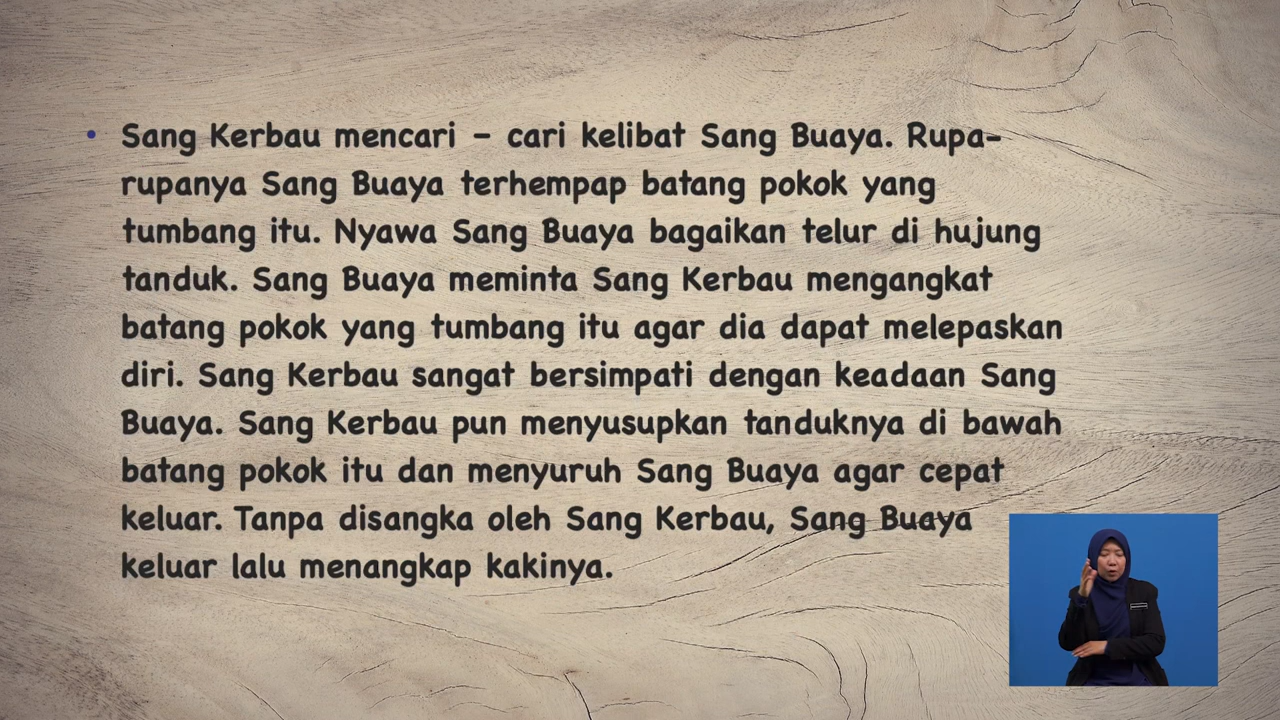 • Sang Kerbau mencari – cari kelibat Sang Buaya. Rupa-
rupanya Sang Buaya terhempap batang pokok yang
tumbang itu. Nyawa Sang Buaya bagaikan telur di hujung
tanduk. Sang Buaya meminta Sang Kerbau mengangkat
batang pokok yang tumbang itu agar dia dapat melepaskan
diri. Sang Kerbau sangat bersimpati dengan keadaan Sang
Buaya. Sang Kerbau pun menyusupkan tanduknya di bawah
batang pokok itu dan menyuruh Sang Buaya agar cepat
keluar. Tanpa disangka oleh Sang Kerbau, Sang Buaya
keluar lalu menangkap kakinya.